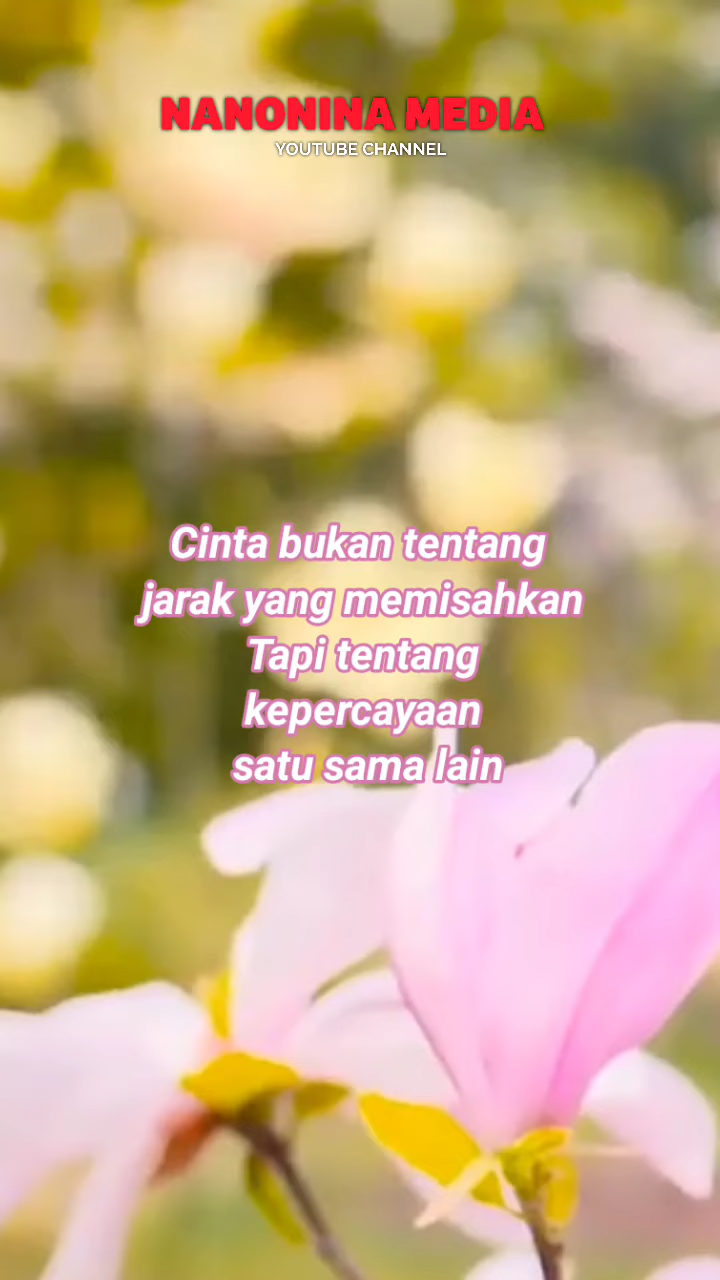 NANONINA MEDIA
YOUTUBE CHANNEL
Cinta bukan tentang
jarak yang memisahkan
Tapi tentang
kepercayaan
satu sama lain